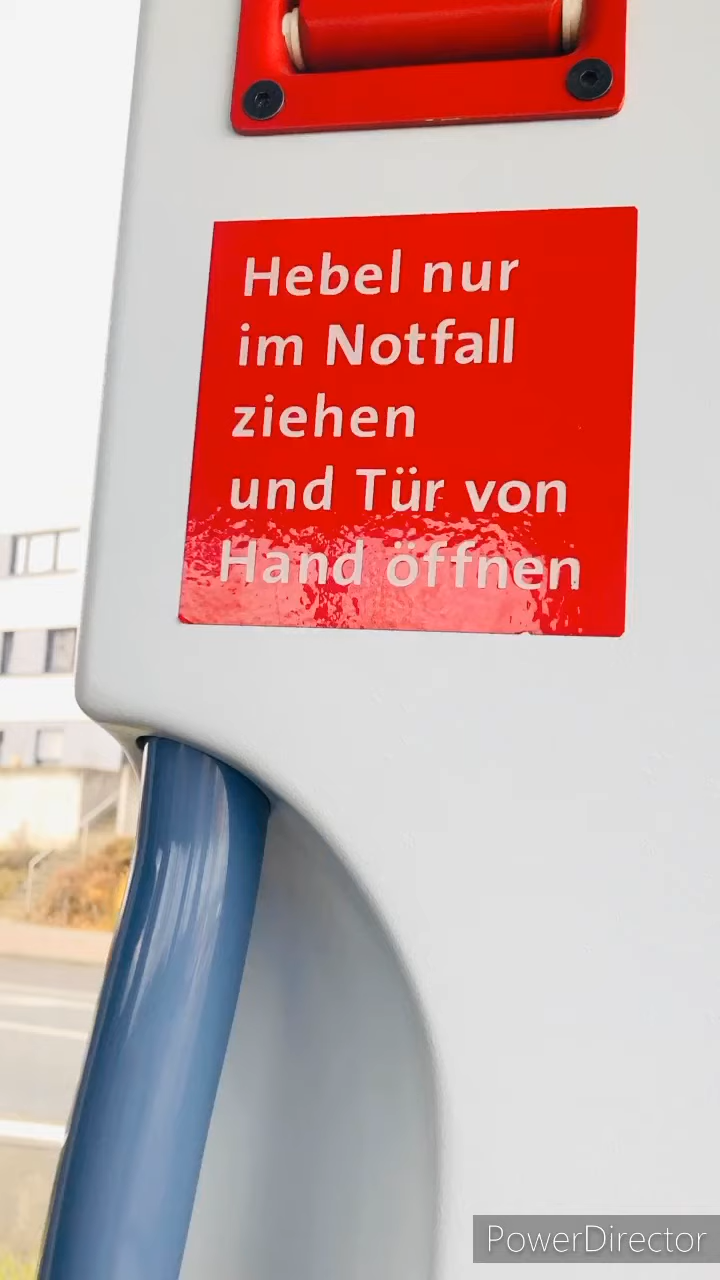 Hebel nur
im Notfall
ziehen
und Tür von
Hand öffnen
PowerDirector